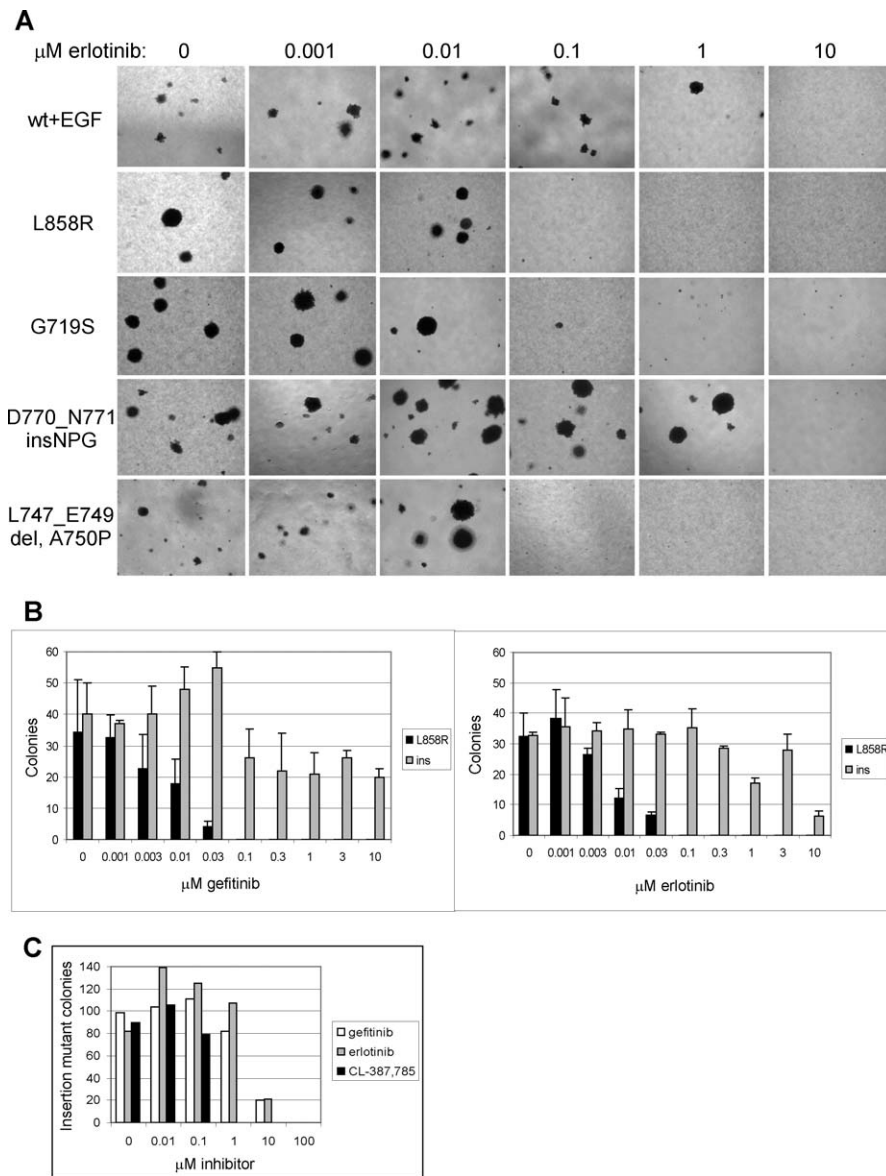 A
μM erlotinib: 0 0.001 0.01 0.1 1 10
wt+EGF
L858R
G719S
D770_N771
insNPG
L747_E749
del, A750P
B
60
50
40
30
20
10
0
Colonies
0 0.001 0.003 0.01 0.03 0.1 0.3 1 3 10
μM gefitinib
L858R
ins
60
50
40
30
20
10
0
Colonies
0 0.001 0.003 0.01 0.03 0.1 0.3 1 3 10
μM erlotinib
L858R
ins
C
140
120
100
80
60
40
20
0
Insertion mutant colonies
0 0.01 0.1 1 10 100
μM inhibitor
gefitinib
erlotinib
CL-387,785